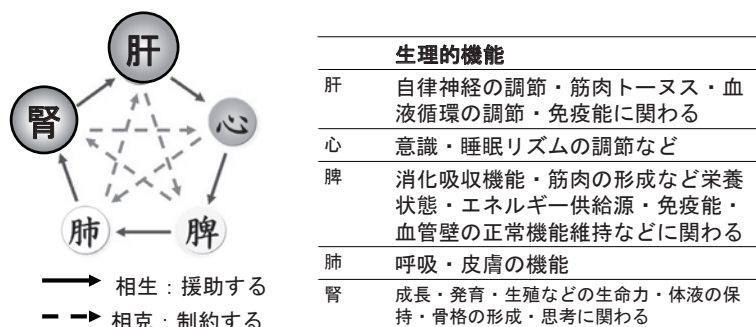 肝
腎
心
肺
脾
相生：援助する
相克：制約する
生理的機能
肝 自律神経の調節・筋肉トーヌス・血
液循環の調節・免疫能に関わる
心 意識・睡眠リズムの調節など
脾 消化吸収機能・筋肉の形成など栄養
状態・エネルギー供給源・免疫能・
血管壁の正常機能維持などに関わる
肺 呼吸・皮膚の機能
腎 成長・発育・生殖などの生命力・体液の保
持・骨格の形成・思考に関わる